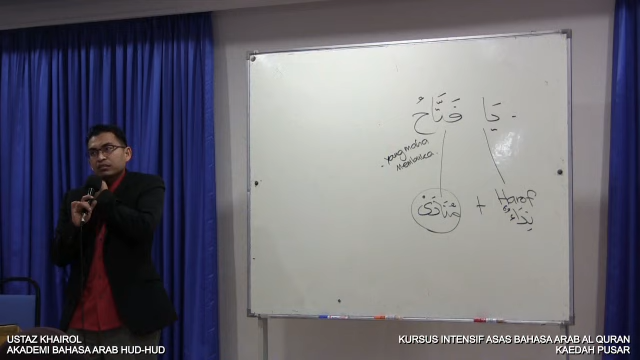 يَا فَتَّاحُ
yang maha
membuka
Haref
نِدَاءٌ
+
مُنَادَى
USTAZ KHAIROL
AKADEMI BAHASA ARAB HUD-HUD
KURSUS INTENSIF ASAS BAHASA ARAB AL QURAN
KAEDAH PUSAR